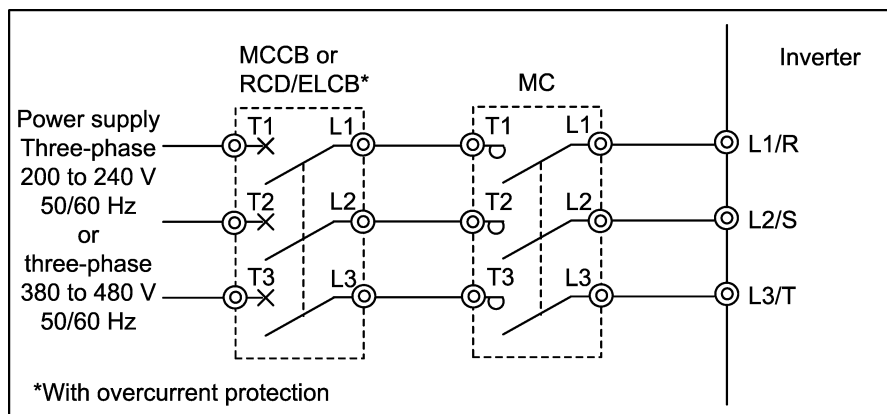 MCCB or
RCD/ELCB*
MC
Inverter
Power supply
Three-phase
200 to 240 V
50/60 Hz
or
three-phase
380 to 480 V
50/60 Hz
T1 L1 T1 L1 L1/R
T2 L2 T2 L2 L2/S
T3 L3 T3 L3 L3/T
*With overcurrent protection